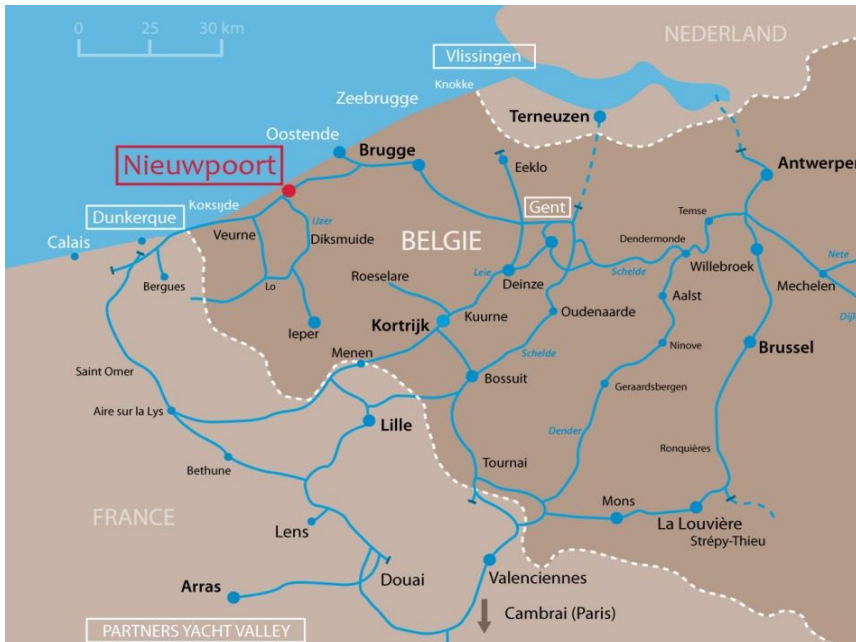 0 25 30 km
NEDERLAND
Vlissingen
Knokke
Zeebrugge
Terneuzen
Oostende
Brugge
Nieuwpoort
Eeklo
Antwerpen
Koksijde
Dunkerque
Gent
Temse
Calais
Veurne
IJzer
Diksmuide
BELGIE
Dendermonde
Willebroek
Nete
Bergues
Lo
Roeselare
Leie
Deinze
Schelde
Mechelen
Aalst
Dijle
Ieper
Kortrijk
Kuurne
Oudenaarde
Menen
Schelde
Ninove
Brussel
Saint Omer
Bossuit
Geraardsbergen
Aire sur la Lys
Lille
Dender
Bethune
Tournai
Ronquières
Mons
La Louvière
Strépy-Thieu
FRANCE
Lens
Arras
Douai
Valenciennes
Cambrai (Paris)
PARTNERS YACHT VALLEY